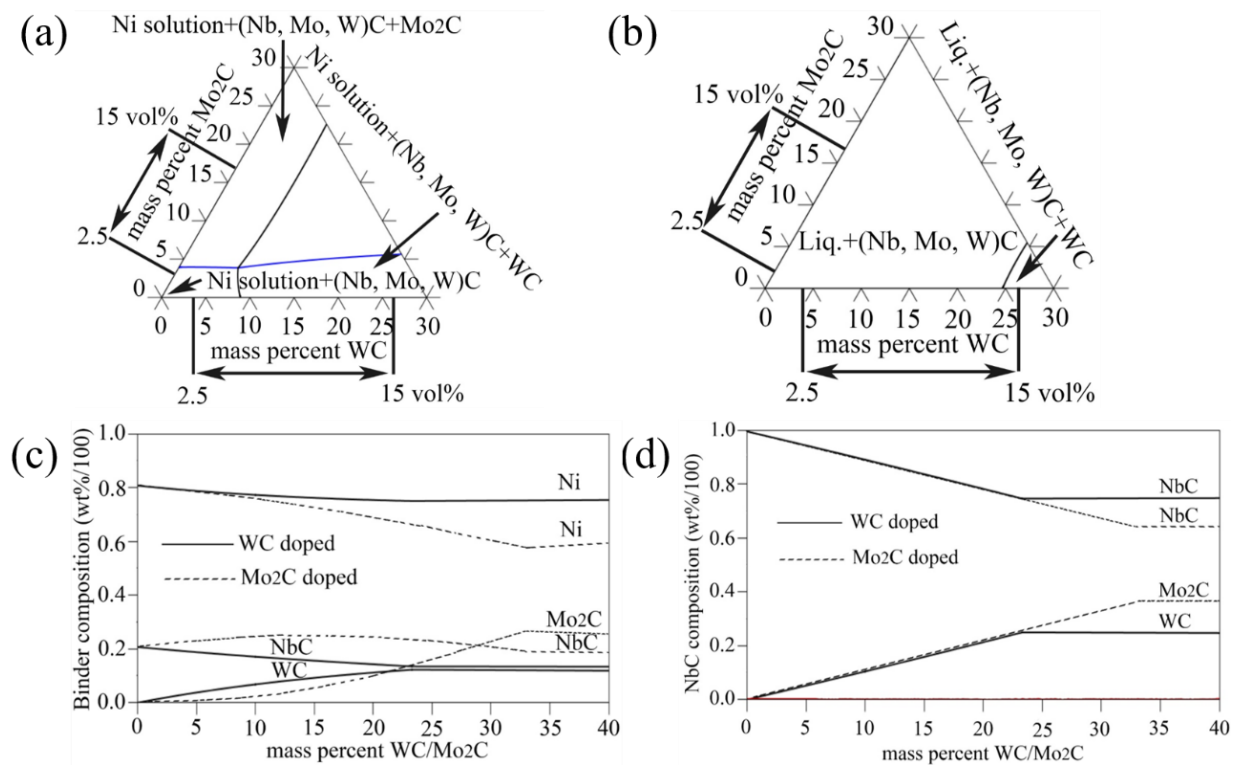 (a)
Ni solution+(Nb, Mo, W)C+Mo2C
30
25
20
15
10
5
0
mass percent Mo2C
15 vol%
2.5
Ni solution+(Nb, Mo, W)C+WC
Ni solution+(Nb, Mo, W)C
0 5 10 15 20 25 30
mass percent WC
2.5 15 vol%
(b)
30
25
20
15
10
5
0
mass percent Mo2C
15 vol%
2.5
Liq.+(Nb, Mo, W)C+WC
Liq.+(Nb, Mo, W)C
0 5 10 15 20 25 30
mass percent WC
2.5 15 vol%
(c)
Binder composition (wt%/100)
1.0
0.8
0.6
0.4
0.2
0.0
Ni
Ni
WC doped
Mo2C doped
Mo2C
NbC
NbC
WC
0 5 10 15 20 25 30 35 40
mass percent WC/Mo2C
(d)
NbC composition (wt%/100)
1.0
0.8
0.6
0.4
0.2
0.0
NbC
NbC
WC doped
Mo2C doped
Mo2C
WC
0 5 10 15 20 25 30 35 40
mass percent WC/Mo2C